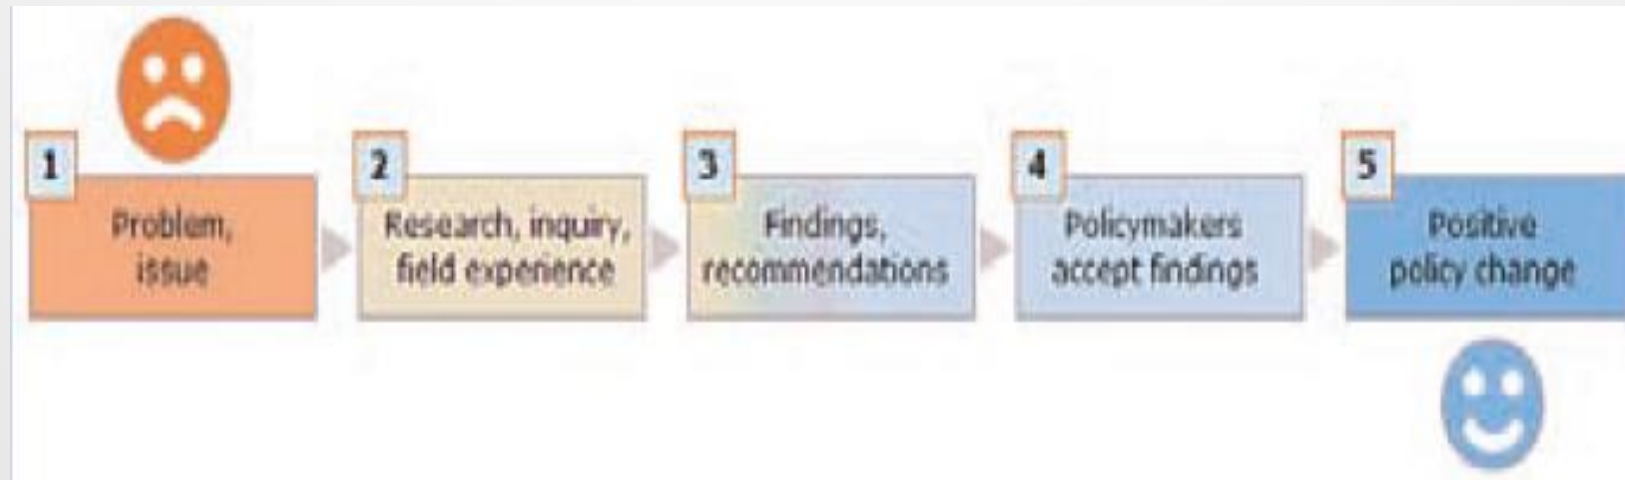 1
Problem,
issue
2
Research, inquiry,
field experience
3
Findings,
recommendations
4
Policymakers
accept findings
5
Positive
policy change